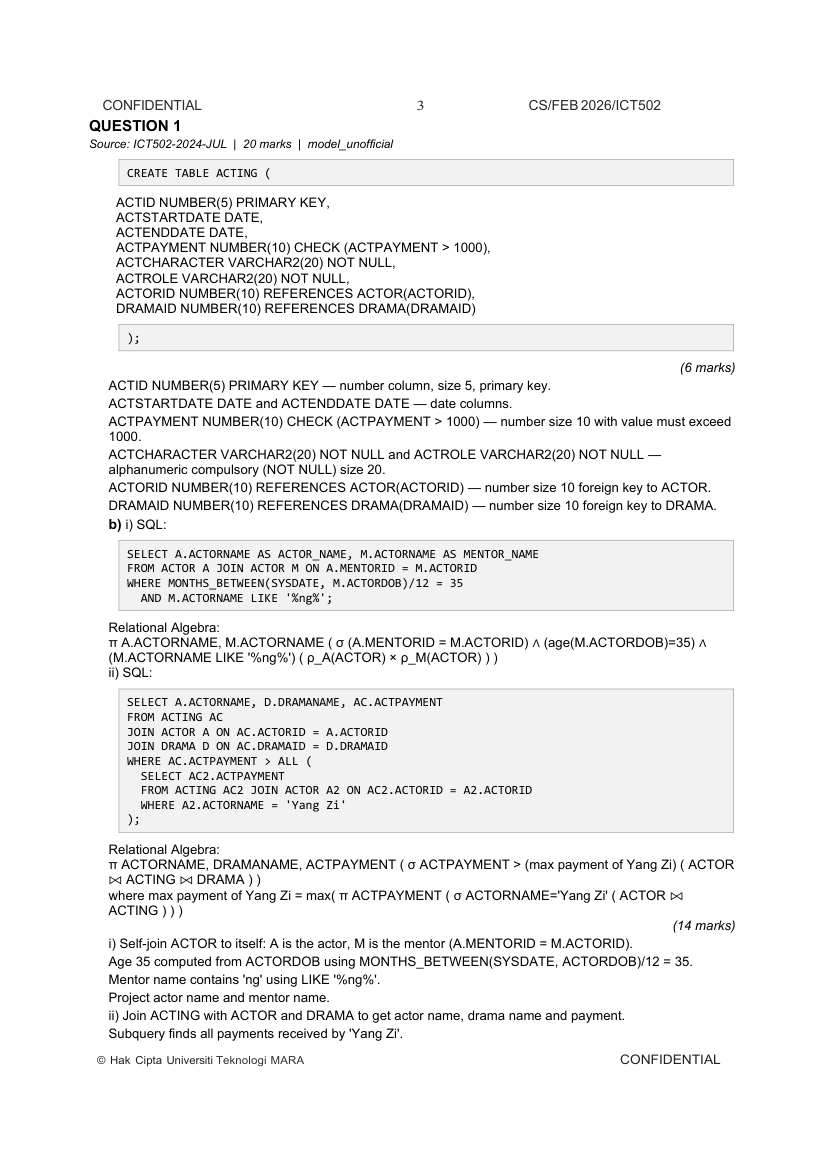 CONFIDENTIAL 3 CS/FEB 2026/ICT502
QUESTION 1
Source: ICT502-2024-JUL | 20 marks | model_unofficial
CREATE TABLE ACTING (
ACTID NUMBER(5) PRIMARY KEY,
ACTSTARTDATE DATE,
ACTENDDATE DATE,
ACTPAYMENT NUMBER(10) CHECK (ACTPAYMENT > 1000),
ACTCHARACTER VARCHAR2(20) NOT NULL,
ACTROLE VARCHAR2(20) NOT NULL,
ACTORID NUMBER(10) REFERENCES ACTOR(ACTORID),
DRAMAID NUMBER(10) REFERENCES DRAMA(DRAMAID)
);
(6 marks)
ACTID NUMBER(5) PRIMARY KEY — number column, size 5, primary key.
ACTSTARTDATE DATE and ACTENDDATE DATE — date columns.
ACTPAYMENT NUMBER(10) CHECK (ACTPAYMENT > 1000) — number size 10 with value must exceed
1000.
ACTCHARACTER VARCHAR2(20) NOT NULL and ACTROLE VARCHAR2(20) NOT NULL —
alphanumeric compulsory (NOT NULL) size 20.
ACTORID NUMBER(10) REFERENCES ACTOR(ACTORID) — number size 10 foreign key to ACTOR.
DRAMAID NUMBER(10) REFERENCES DRAMA(DRAMAID) — number size 10 foreign key to DRAMA.
b) i) SQL:
SELECT A.ACTORNAME AS ACTOR_NAME, M.ACTORNAME AS MENTOR_NAME
FROM ACTOR A JOIN ACTOR M ON A.MENTORID = M.ACTORID
WHERE MONTHS_BETWEEN(SYSDATE, M.ACTORDOB)/12 = 35
AND M.ACTORNAME LIKE '%ng%';
Relational Algebra:
π A.ACTORNAME, M.ACTORNAME ( σ (A.MENTORID = M.ACTORID) ∧ (age(M.ACTORDOB)=35) ∧
(M.ACTORNAME LIKE '%ng%') ( ρ_A(ACTOR) × ρ_M(ACTOR) ) )
ii) SQL:
SELECT A.ACTORNAME, D.DRAMANAME, AC.ACTPAYMENT
FROM ACTING AC
JOIN ACTOR A ON AC.ACTORID = A.ACTORID
JOIN DRAMA D ON AC.DRAMAID = D.DRAMAID
WHERE AC.ACTPAYMENT > ALL (
SELECT AC2.ACTPAYMENT
FROM ACTING AC2 JOIN ACTOR A2 ON AC2.ACTORID = A2.ACTORID
WHERE A2.ACTORNAME = 'Yang Zi'
);
Relational Algebra:
π ACTORNAME, DRAMANAME, ACTPAYMENT ( σ ACTPAYMENT > (max payment of Yang Zi) ( ACTOR
⋈ ACTING ⋈ DRAMA ) )
where max payment of Yang Zi = max( π ACTPAYMENT ( σ ACTORNAME='Yang Zi' ( ACTOR ⋈
ACTING ) ) )
(14 marks)
i) Self-join ACTOR to itself: A is the actor, M is the mentor (A.MENTORID = M.ACTORID).
Age 35 computed from ACTORDOB using MONTHS_BETWEEN(SYSDATE, ACTORDOB)/12 = 35.
Mentor name contains 'ng' using LIKE '%ng%'.
Project actor name and mentor name.
ii) Join ACTING with ACTOR and DRAMA to get actor name, drama name and payment.
Subquery finds all payments received by 'Yang Zi'.
© Hak Cipta Universiti Teknologi MARA CONFIDENTIAL